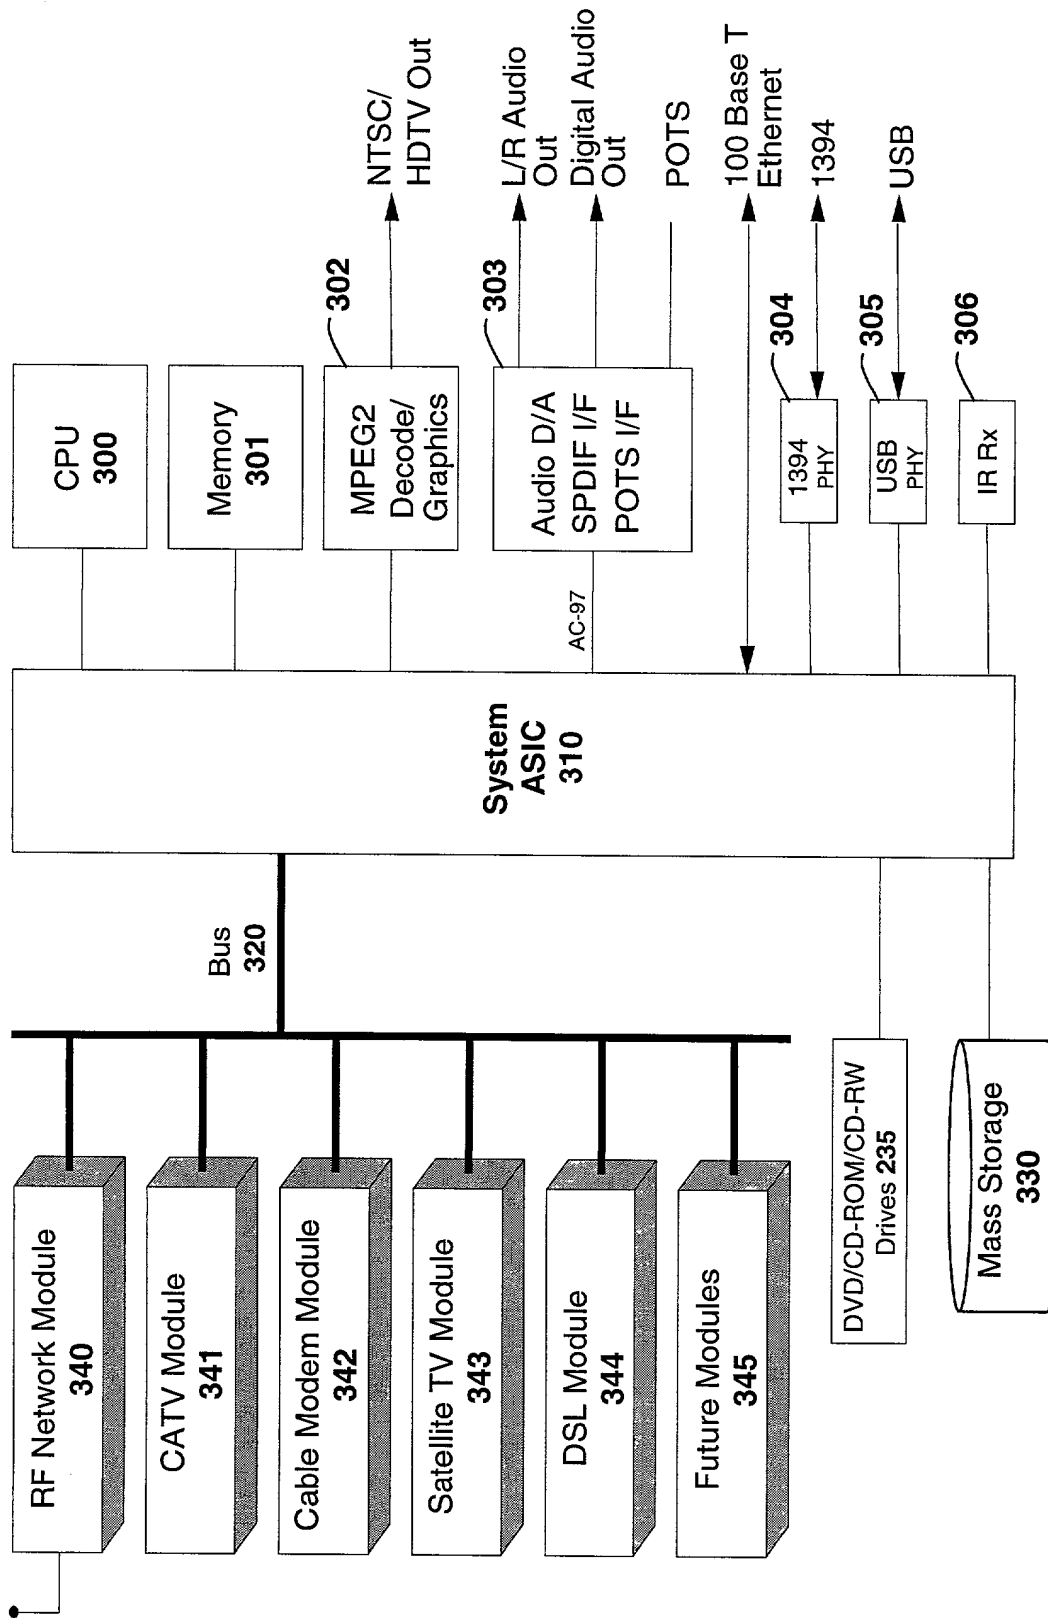 RF Network Module
340
CATV Module
341
Cable Modem Module
342
Satellite TV Module
343
DSL Module
344
Future Modules
345
DVD/CD-ROM/CD-RW
Drives 235
Mass Storage
330
Bus
320
System
ASIC
310
CPU
300
Memory
301
MPEG2
Decode/
Graphics
302
NTSC/
HDTV Out
AC-97
Audio D/A
SPDIF I/F
POTS I/F
303
L/R Audio
Out
Digital Audio
Out
POTS
100 Base T
Ethernet
1394
PHY
304
1394
USB
PHY
305
USB
IR Rx
306